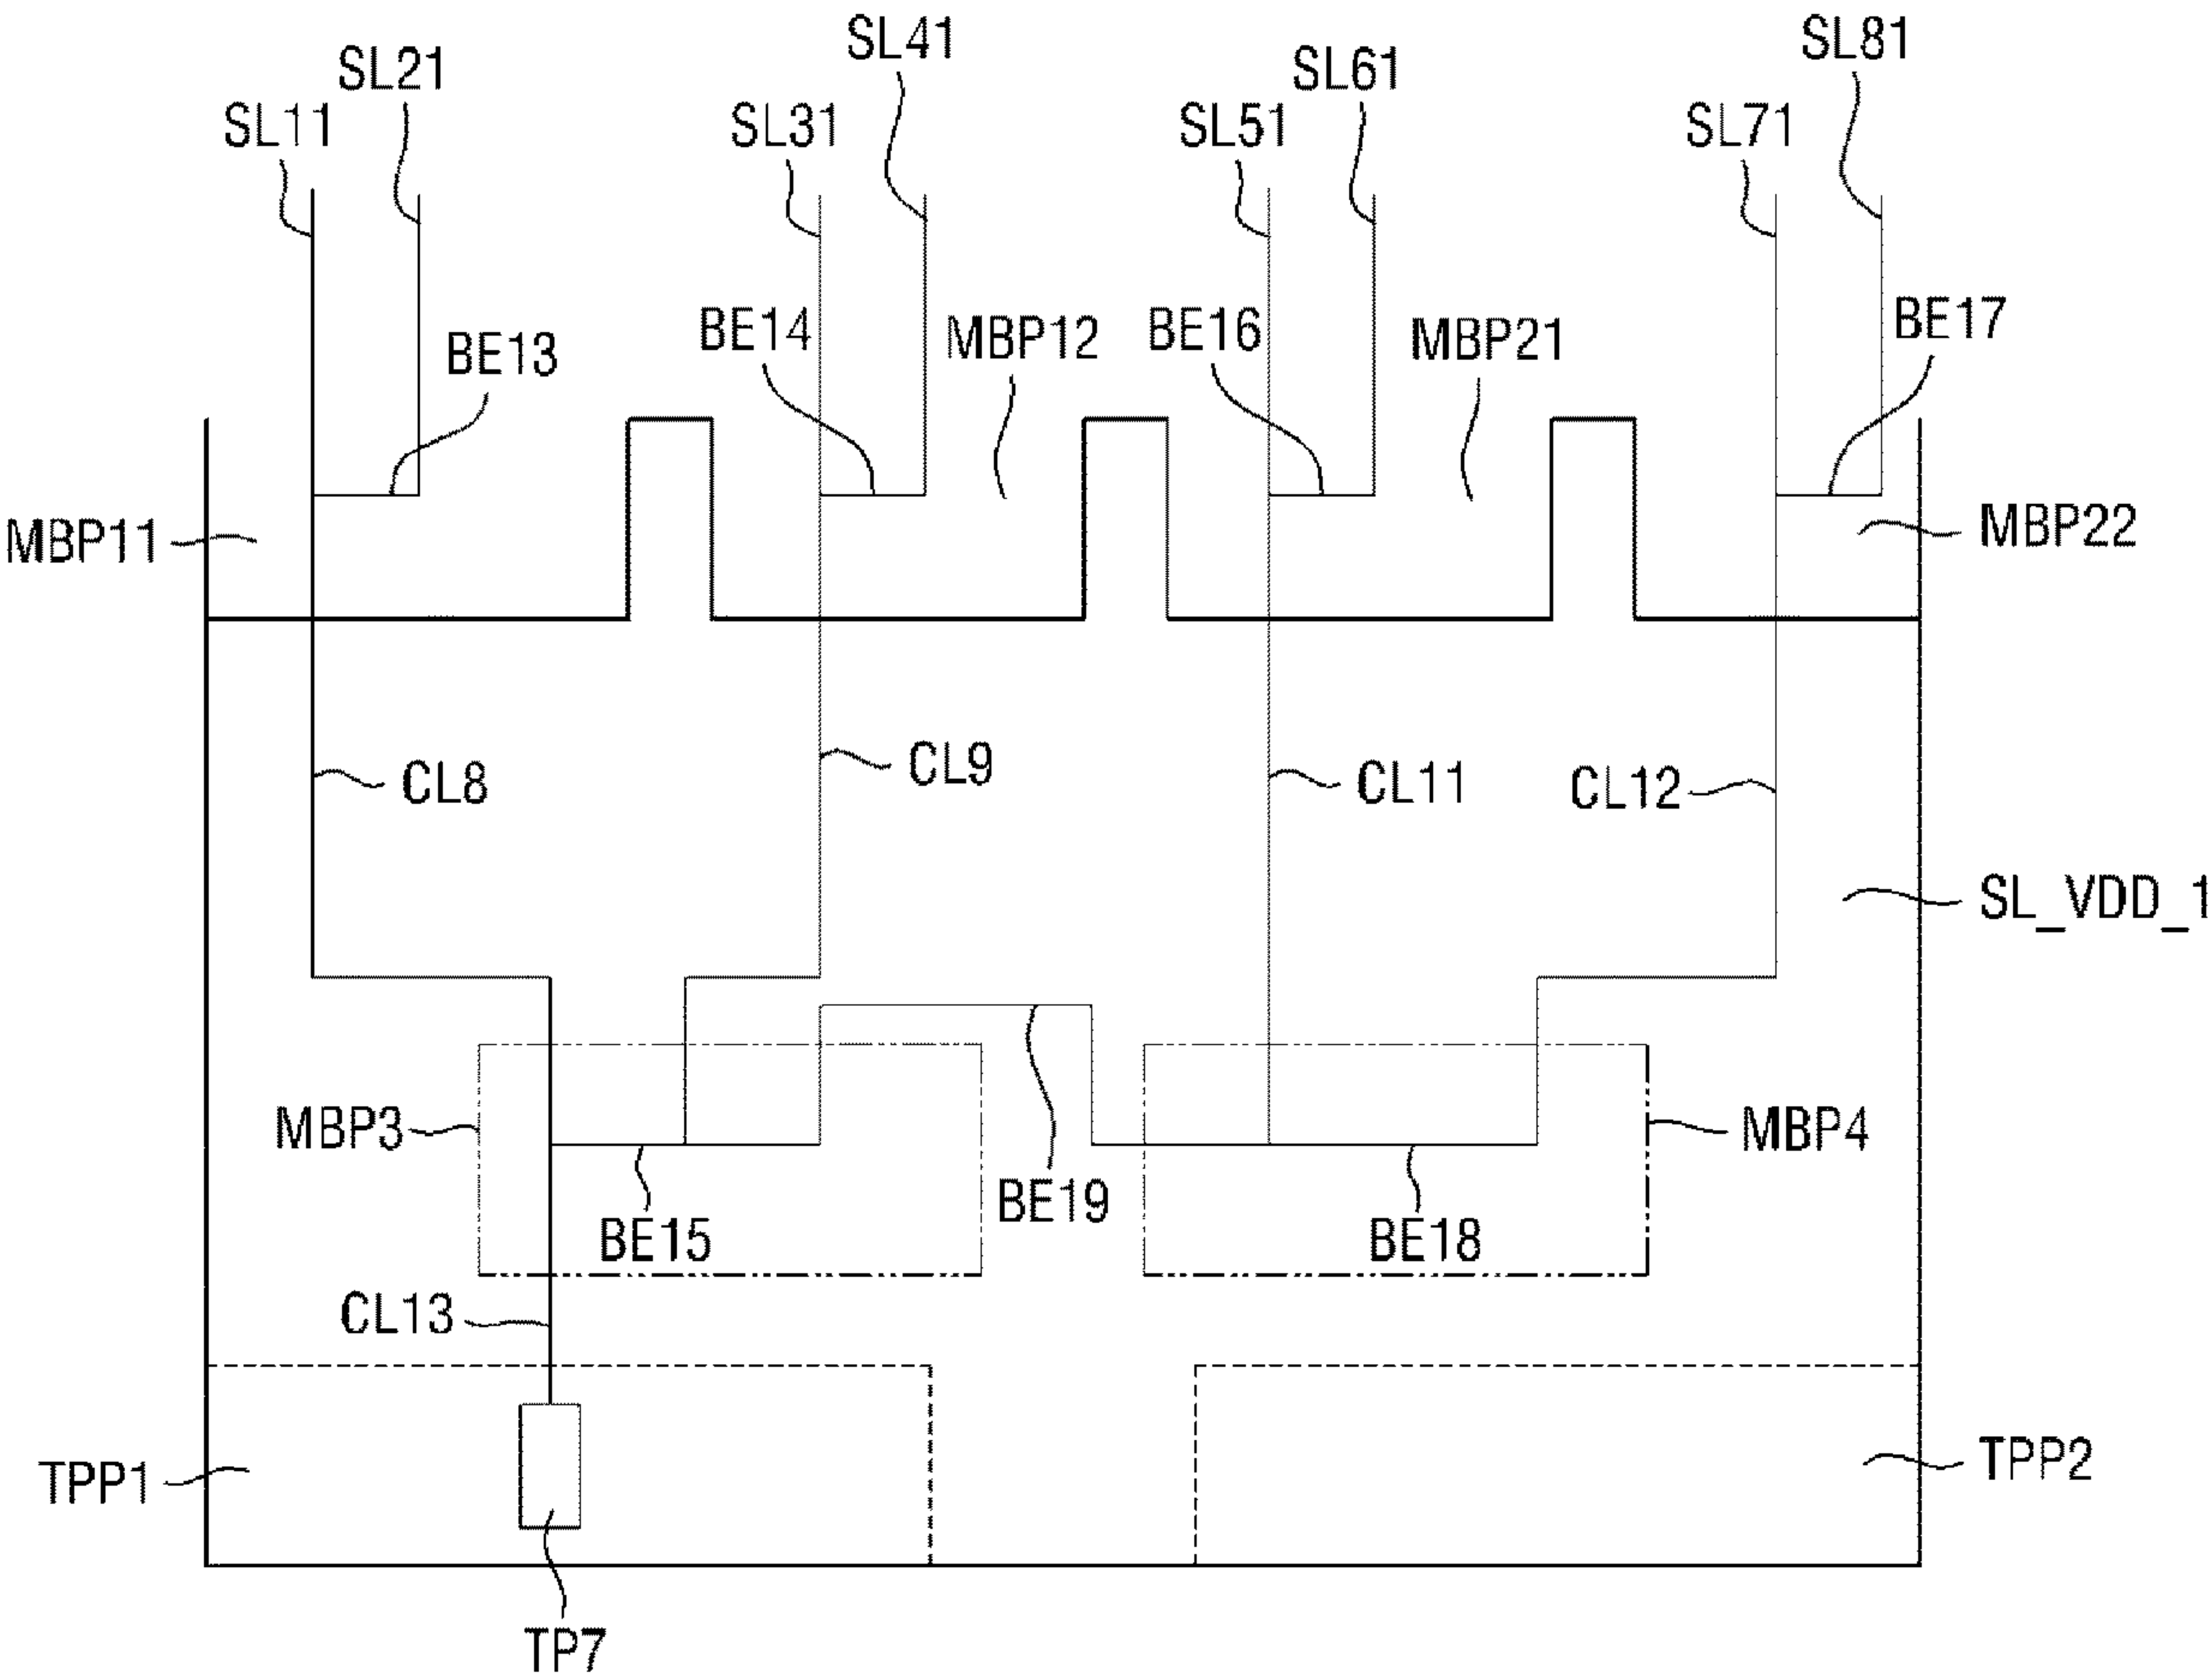 SL41
SL81
SL21
SL61
SL11
SL31
SL51
SL71
BE14
MBP12
BE16
MBP21
BE17
BE13
MBP11
MBP22
CL8
CL9
CL11
CL12
SL_VDD_1
MBP3
MBP4
BE19
BE15
BE18
CL13
TPP1
TPP2
TP7